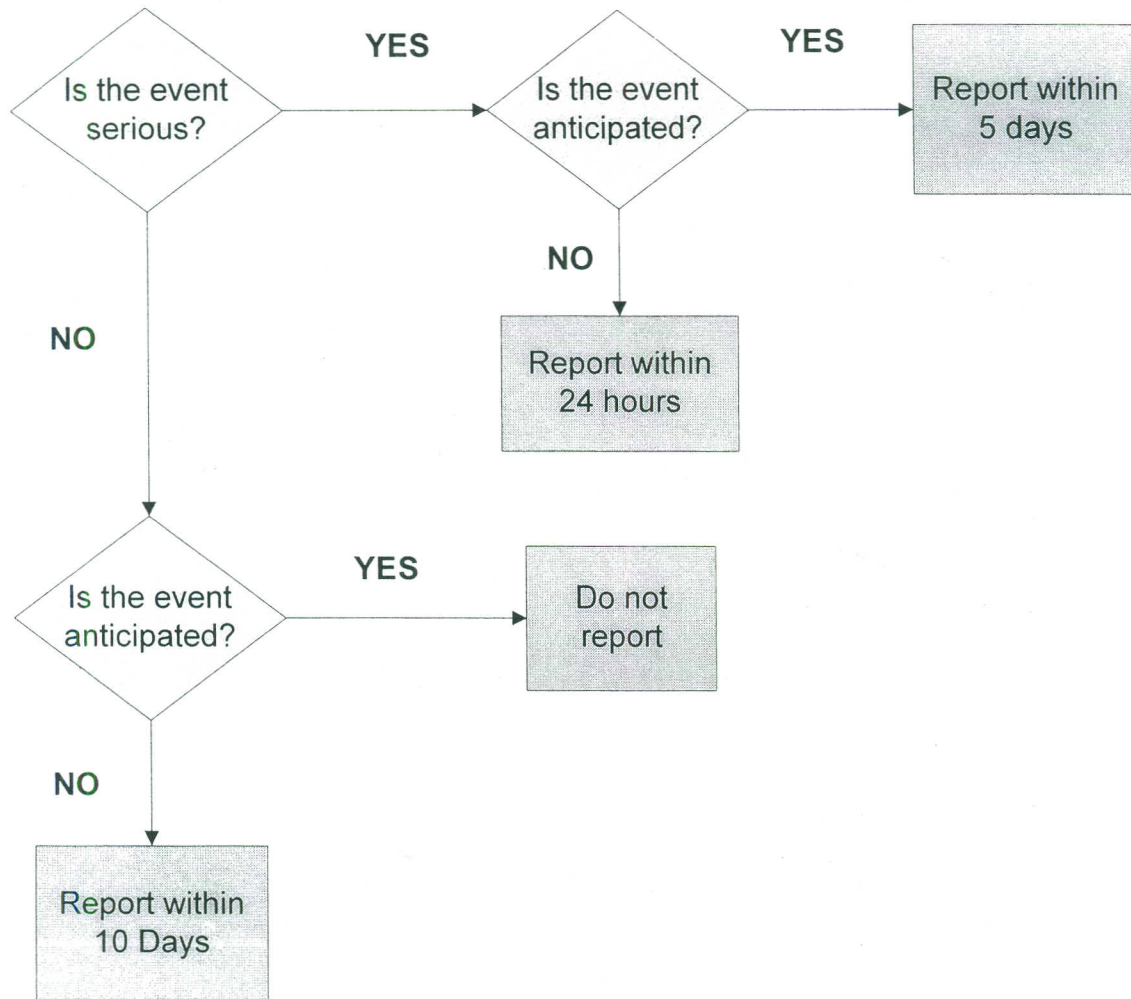 Is the event
serious?
YES
Is the event
anticipated?
YES
Report within
5 days
NO
Report within
24 hours
NO
Is the event
anticipated?
YES
Do not
report
NO
Report within
10 Days